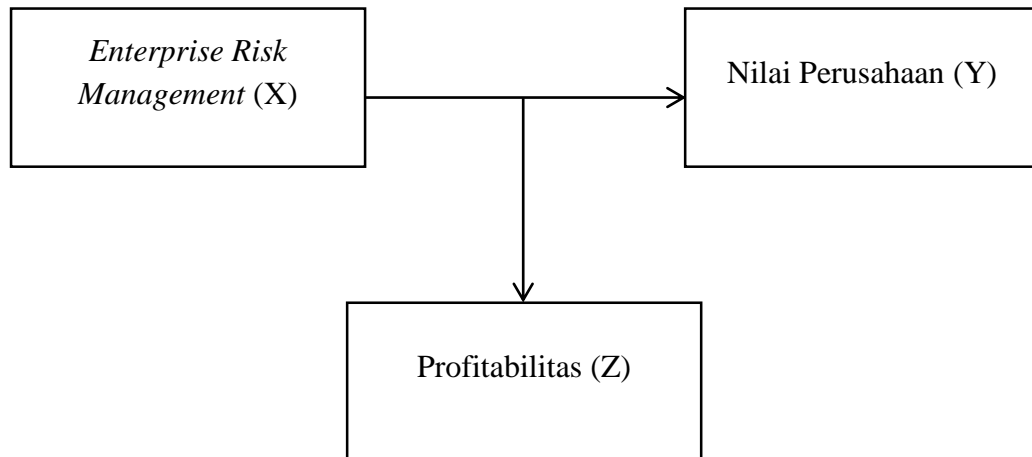 Enterprise Risk
Management (X)
Nilai Perusahaan (Y)
Profitabilitas (Z)